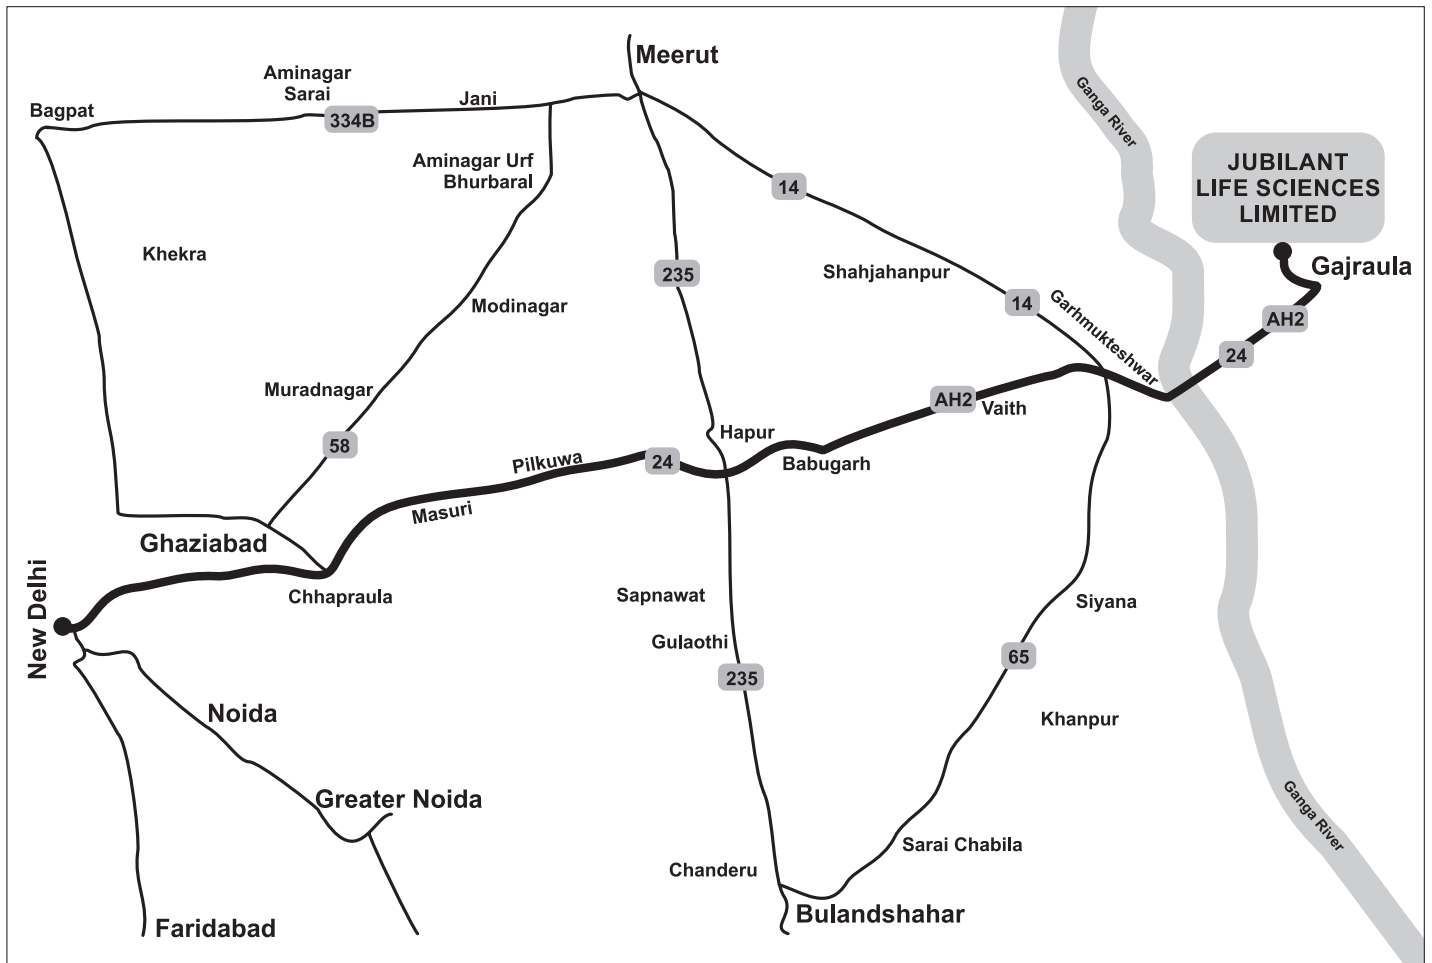 Meerut
Aminagar
Sarai
Jani
Bagpat
334B
Ganga River
JUBILANT
LIFE SCIENCES
LIMITED
Aminagar Urf
Bhurbaral
14
Khekra
235
Shahjahanpur
Gajraula
14
Garhmukteshwar
AH2
Modinagar
24
Muradnagar
AH2
Vaith
58
Hapur
Pilkuwa
24
Babugarh
Masuri
Ghaziabad
Chhapraula
New Delhi
Sapnawat
Siyana
Gulaothi
65
235
Noida
Khanpur
Greater Noida
Ganga River
Sarai Chabila
Chanderu
Bulandshahar
Faridabad